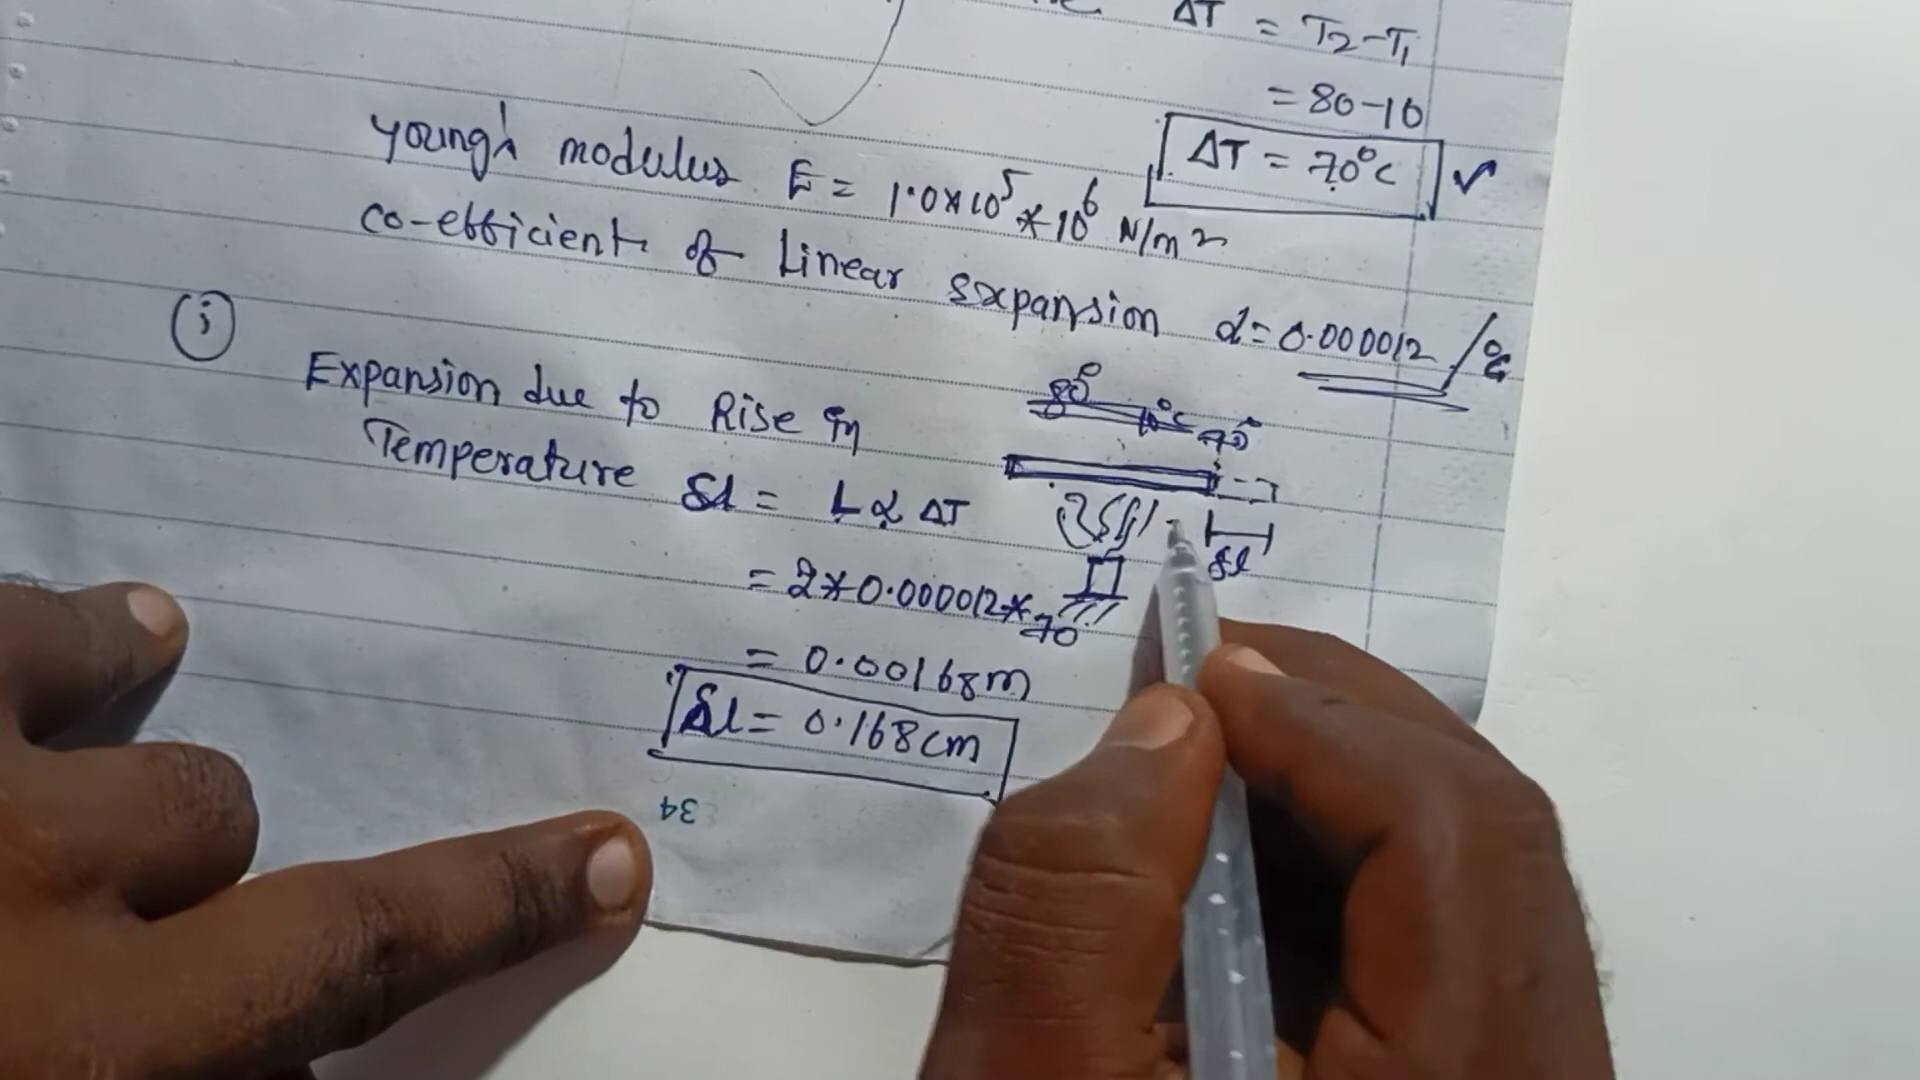 ΔT = T2-T1
= 80-10
ΔT = 70°C ✓
Young's modulus E = 1.0*10^5*10^6 N/m2
co-efficient of Linear Expansion α=0.000012 /°C
(i)
Expansion due to Rise in
Temperature δl = L α ΔT
80° 10°C 70°
δl
= 2*0.000012*70
= 0.00168m
δl = 0.168cm
34